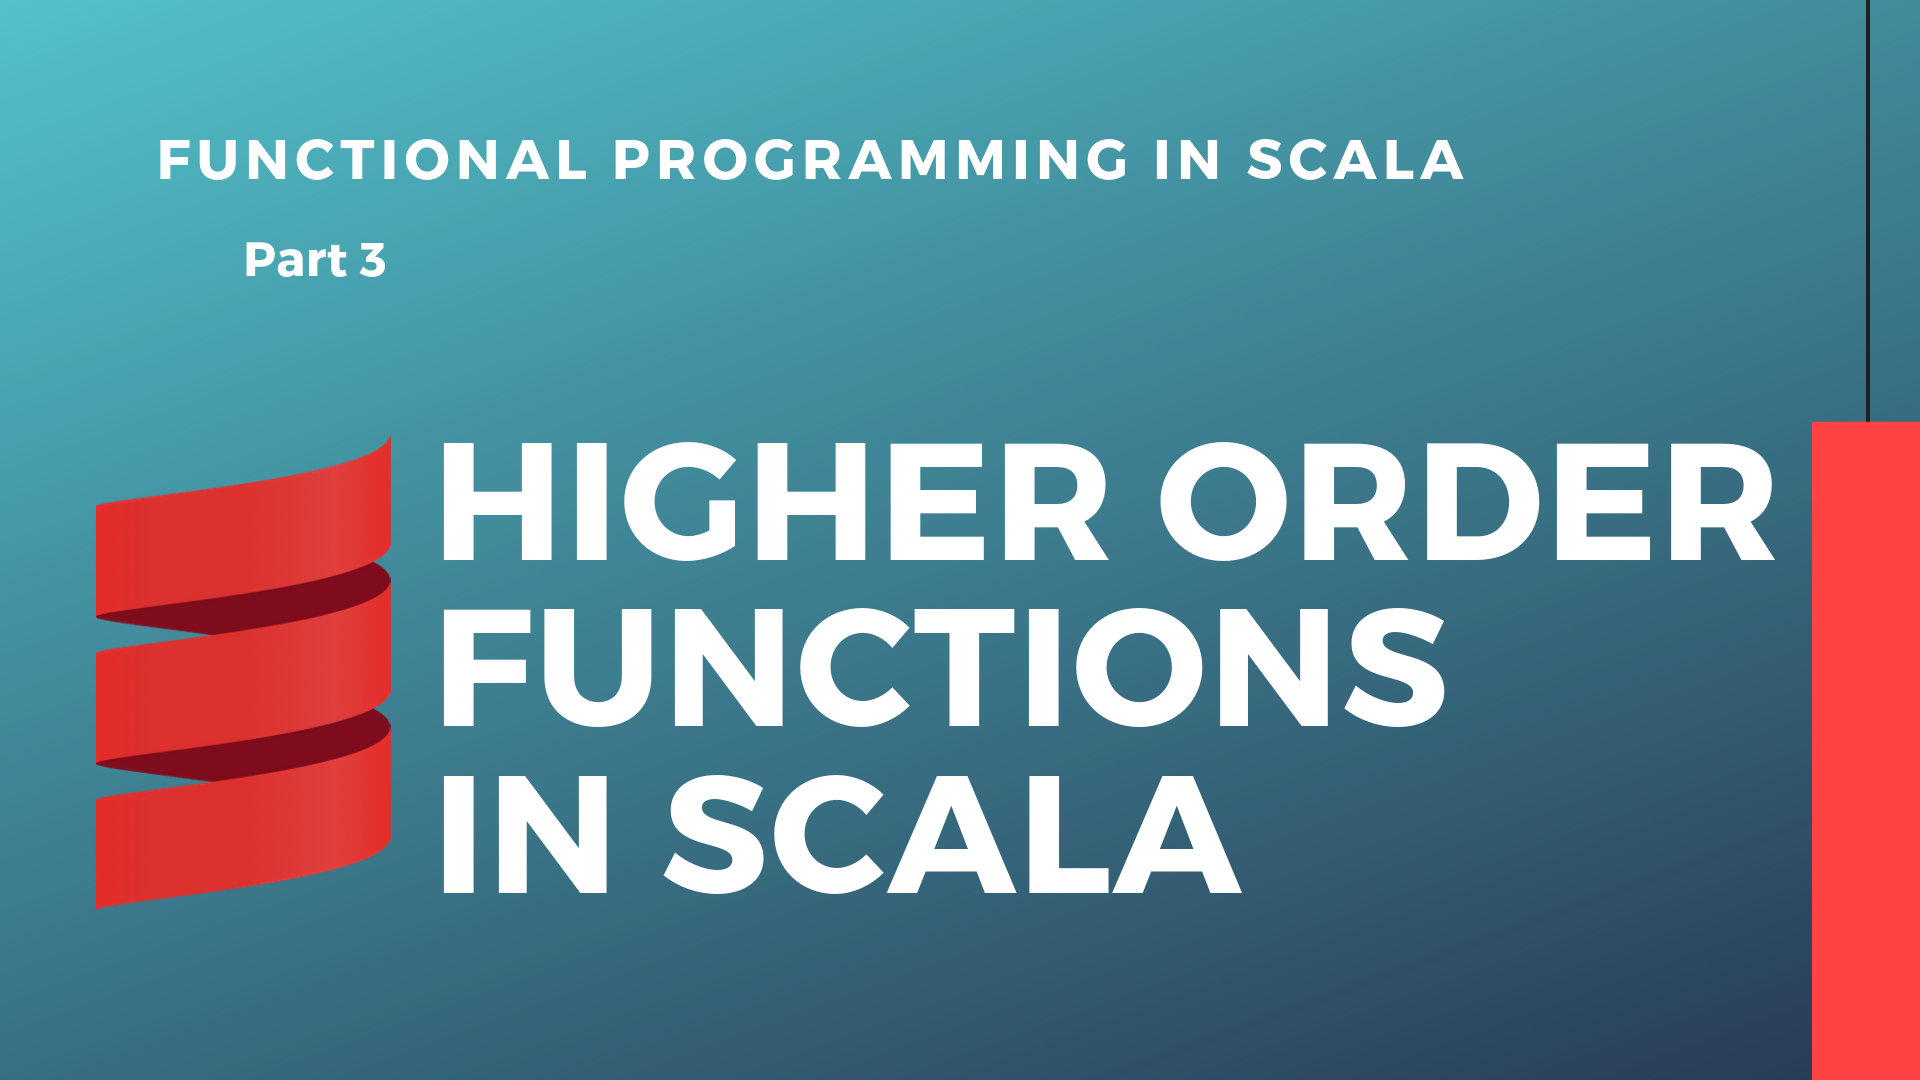 FUNCTIONAL PROGRAMMING IN SCALA
Part 3
HIGHER ORDER
FUNCTIONS
IN SCALA